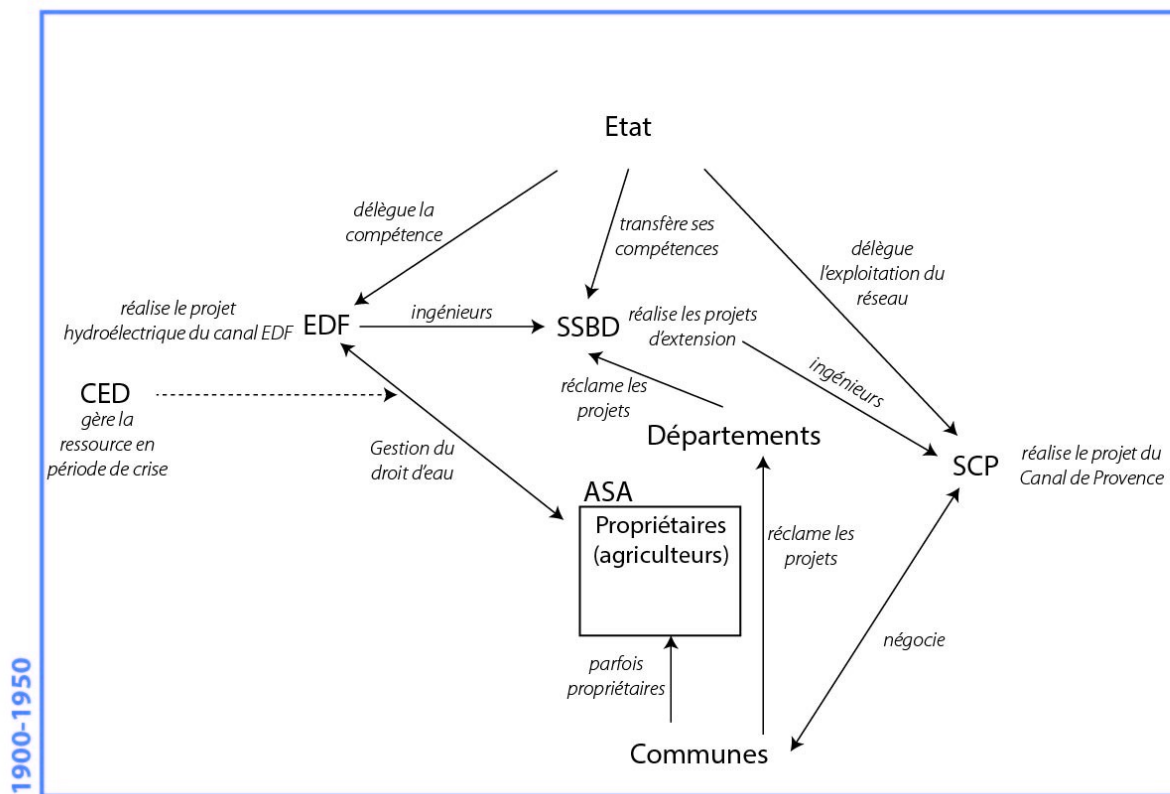 Etat
délègue la
compétence
transfère ses
compétences
délègue
l'exploitation du
réseau
réalise le projet
hydroélectrique du canal EDF
EDF
ingénieurs
SSBD
réalise les projets
d'extension
ingénieurs
CED
gère la
ressource en
période de crise
réclame les
projets
Départements
Gestion du
droit d'eau
SCP
réalise le projet du
Canal de Provence
ASA
Propriétaires
(agriculteurs)
réclame les
projets
négocie
parfois
propriétaires
Communes
1900-1950